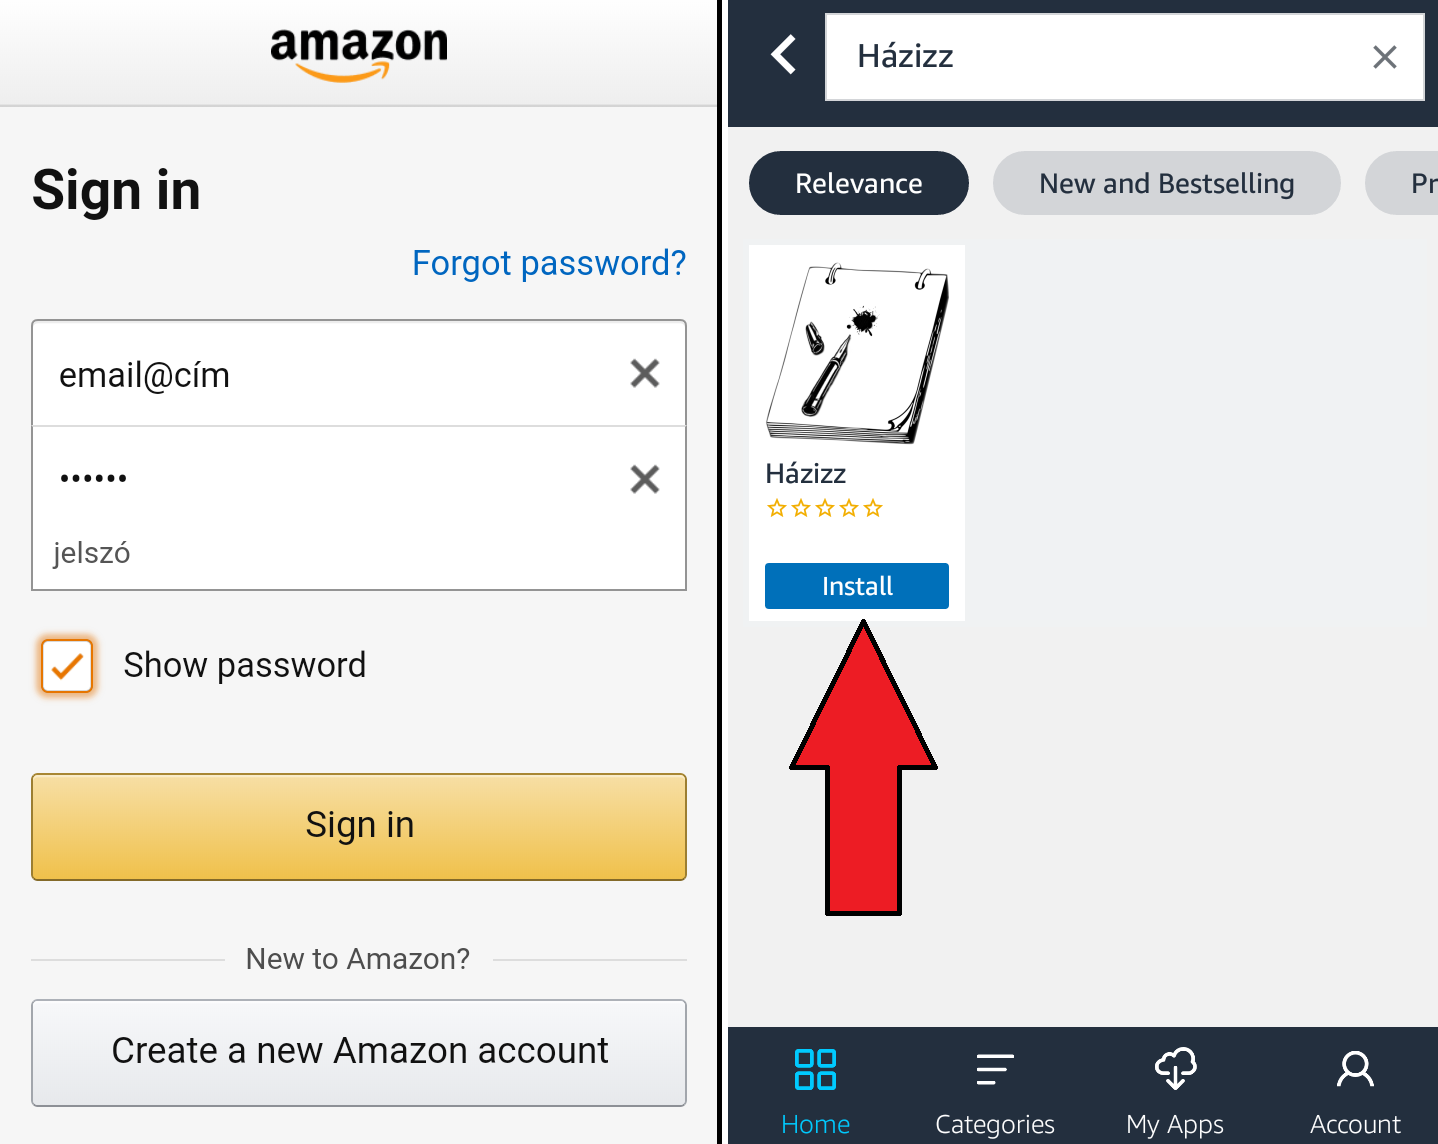 amazon
Sign in
Forgot password?
email@cím
••••••
jelszó
Show password
Sign in
New to Amazon?
Create a new Amazon account
Házizz
Relevance
New and Bestselling
Pr
Házizz
Install
Home
Categories
My Apps
Account